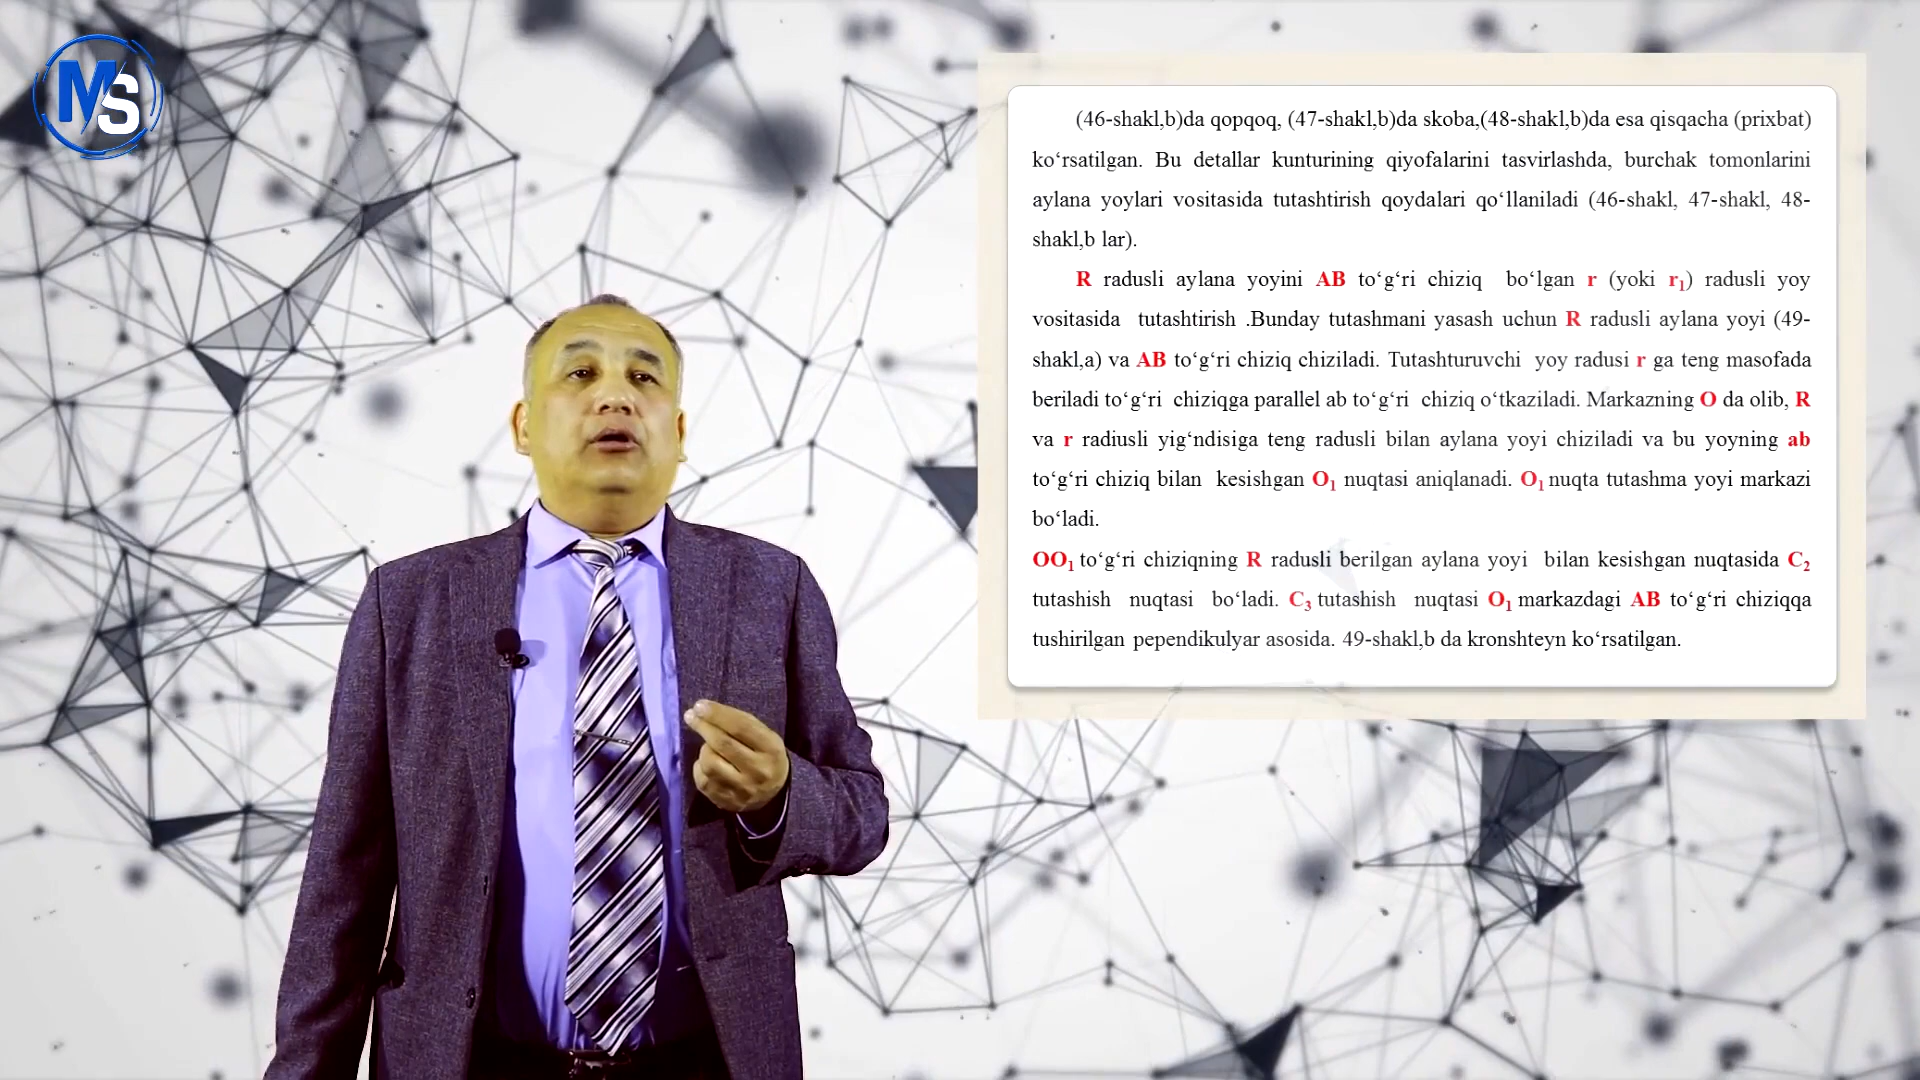 MS
(46-shakl,b)da qopqoq, (47-shakl,b)da skoba,(48-shakl,b)da esa qisqacha (prixbat)
ko‘rsatilgan. Bu detallar kunturining qiyofalarini tasvirlashda, burchak tomonlarini
aylana yoylari vositasida tutashtirish qoydalari qo‘llaniladi (46-shakl, 47-shakl, 48-
shakl,b lar).
R radusli aylana yoyini AB to‘g‘ri chiziq bo‘lgan r (yoki r₁) radusli yoy
vositasida tutashtirish .Bunday tutashmani yasash uchun R radusli aylana yoyi (49-
shakl,a) va AB to‘g‘ri chiziq chiziladi. Tutashturuvchi yoy radusi r ga teng masofada
beriladi to‘g‘ri chiziqga parallel ab to‘g‘ri chiziq o‘tkaziladi. Markazning O da olib, R
va r radiusli yig‘ndisiga teng radusli bilan aylana yoyi chiziladi va bu yoyning ab
to‘g‘ri chiziq bilan kesishgan O₁ nuqtasi aniqlanadi. O₁ nuqta tutashma yoyi markazi
bo‘ladi.
OO₁ to‘g‘ri chiziqning R radusli berilgan aylana yoyi bilan kesishgan nuqtasida C₂
tutashish nuqtasi bo‘ladi. C₃ tutashish nuqtasi O₁ markazdagi AB to‘g‘ri chiziqqa
tushirilgan pependikulyar asosida. 49-shakl,b da kronshteyn ko‘rsatilgan.